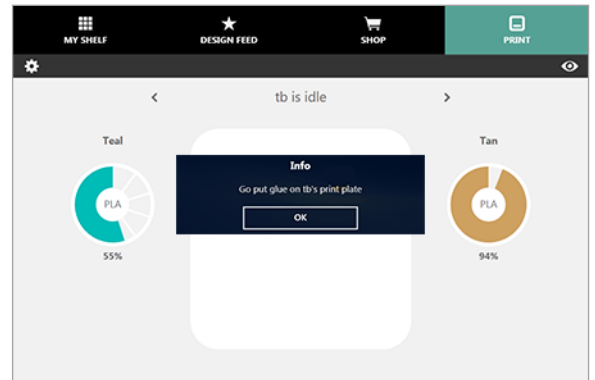 MY SHELF
DESIGN FEED
SHOP
PRINT
tb is idle
Teal
Tan
Info
Go put glue on tb's print plate
OK
PLA
PLA
55%
94%